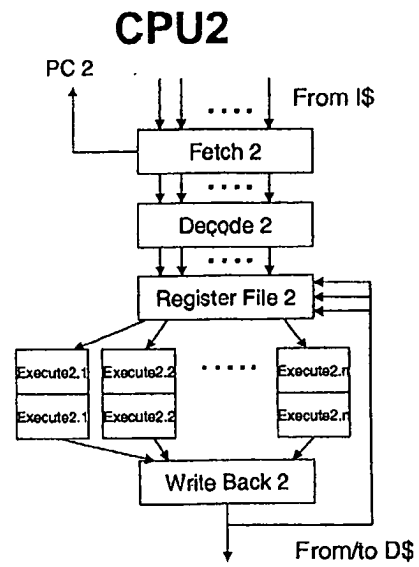 CPU2
PC 2
From I$
Fetch 2
Deçode 2
Register File 2
Execute2.1
Execute2.2
Execute2.n
Execute2.1
Execute2.2
Execute2.n
Write Back 2
From/to D$